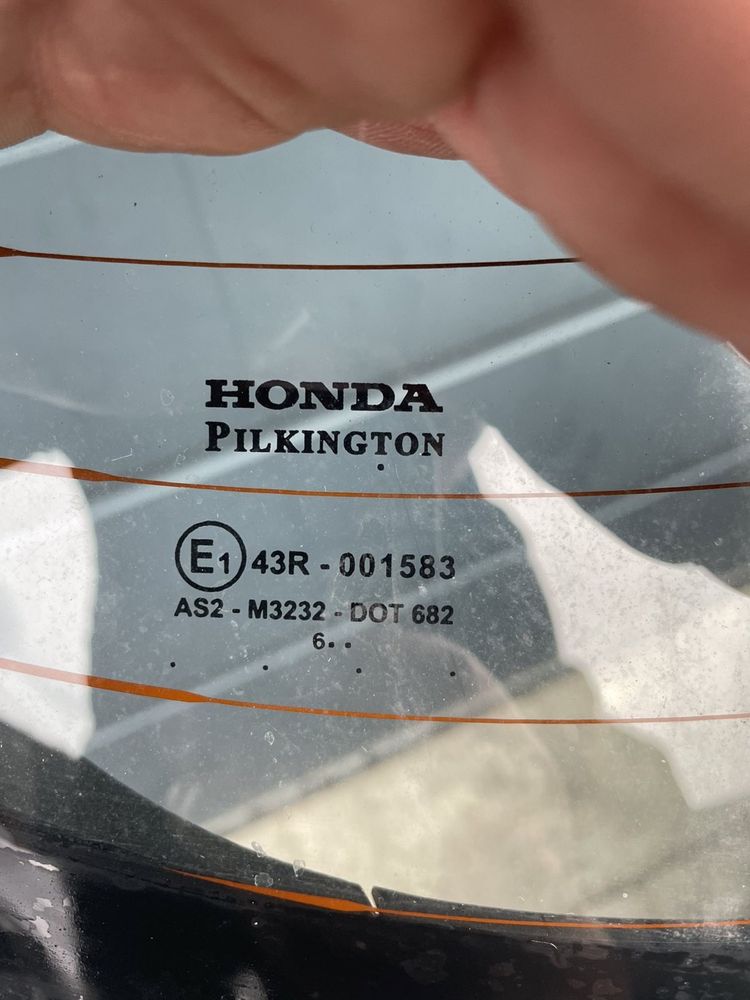 HONDA
PILKINGTON
E1 43R - 001583
AS2 - M3232 - DOT 682
6. .